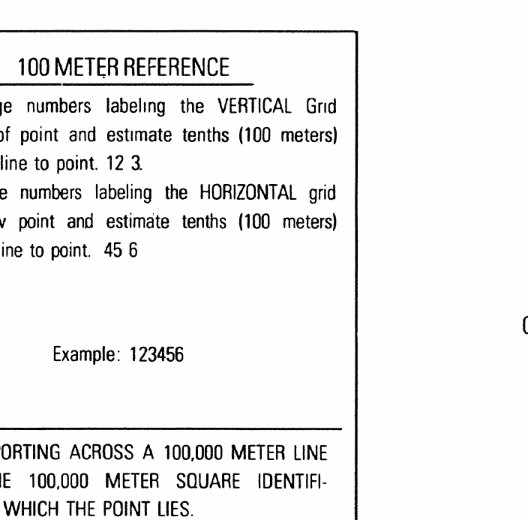 100 METER REFERENCE
ge numbers labeling the VERTICAL Grid
of point and estimate tenths (100 meters)
line to point. 12 3.
e numbers labeling the HORIZONTAL grid
w point and estimate tenths (100 meters)
ine to point. 45 6
Example: 123456
ORTING ACROSS A 100,000 METER LINE
E 100,000 METER SQUARE IDENTIFI-
WHICH THE POINT LIES.